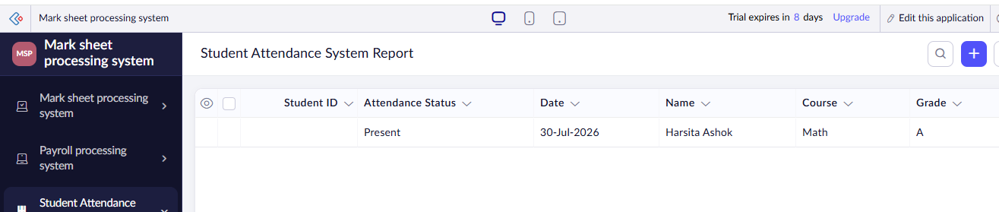 Mark sheet processing system
Trial expires in 8 days Upgrade Edit this application
MSP
Mark sheet
processing system
Student Attendance System Report
Mark sheet processing
system
Payroll processing
system
Student Attendance
Student ID Attendance Status Date Name Course Grade
Present 30-Jul-2026 Harsita Ashok Math A